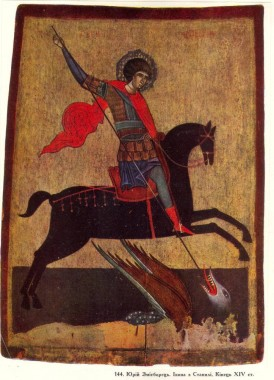 144. Юрій Змієборець. Ікона з Станилі. Кінець XIV ст.